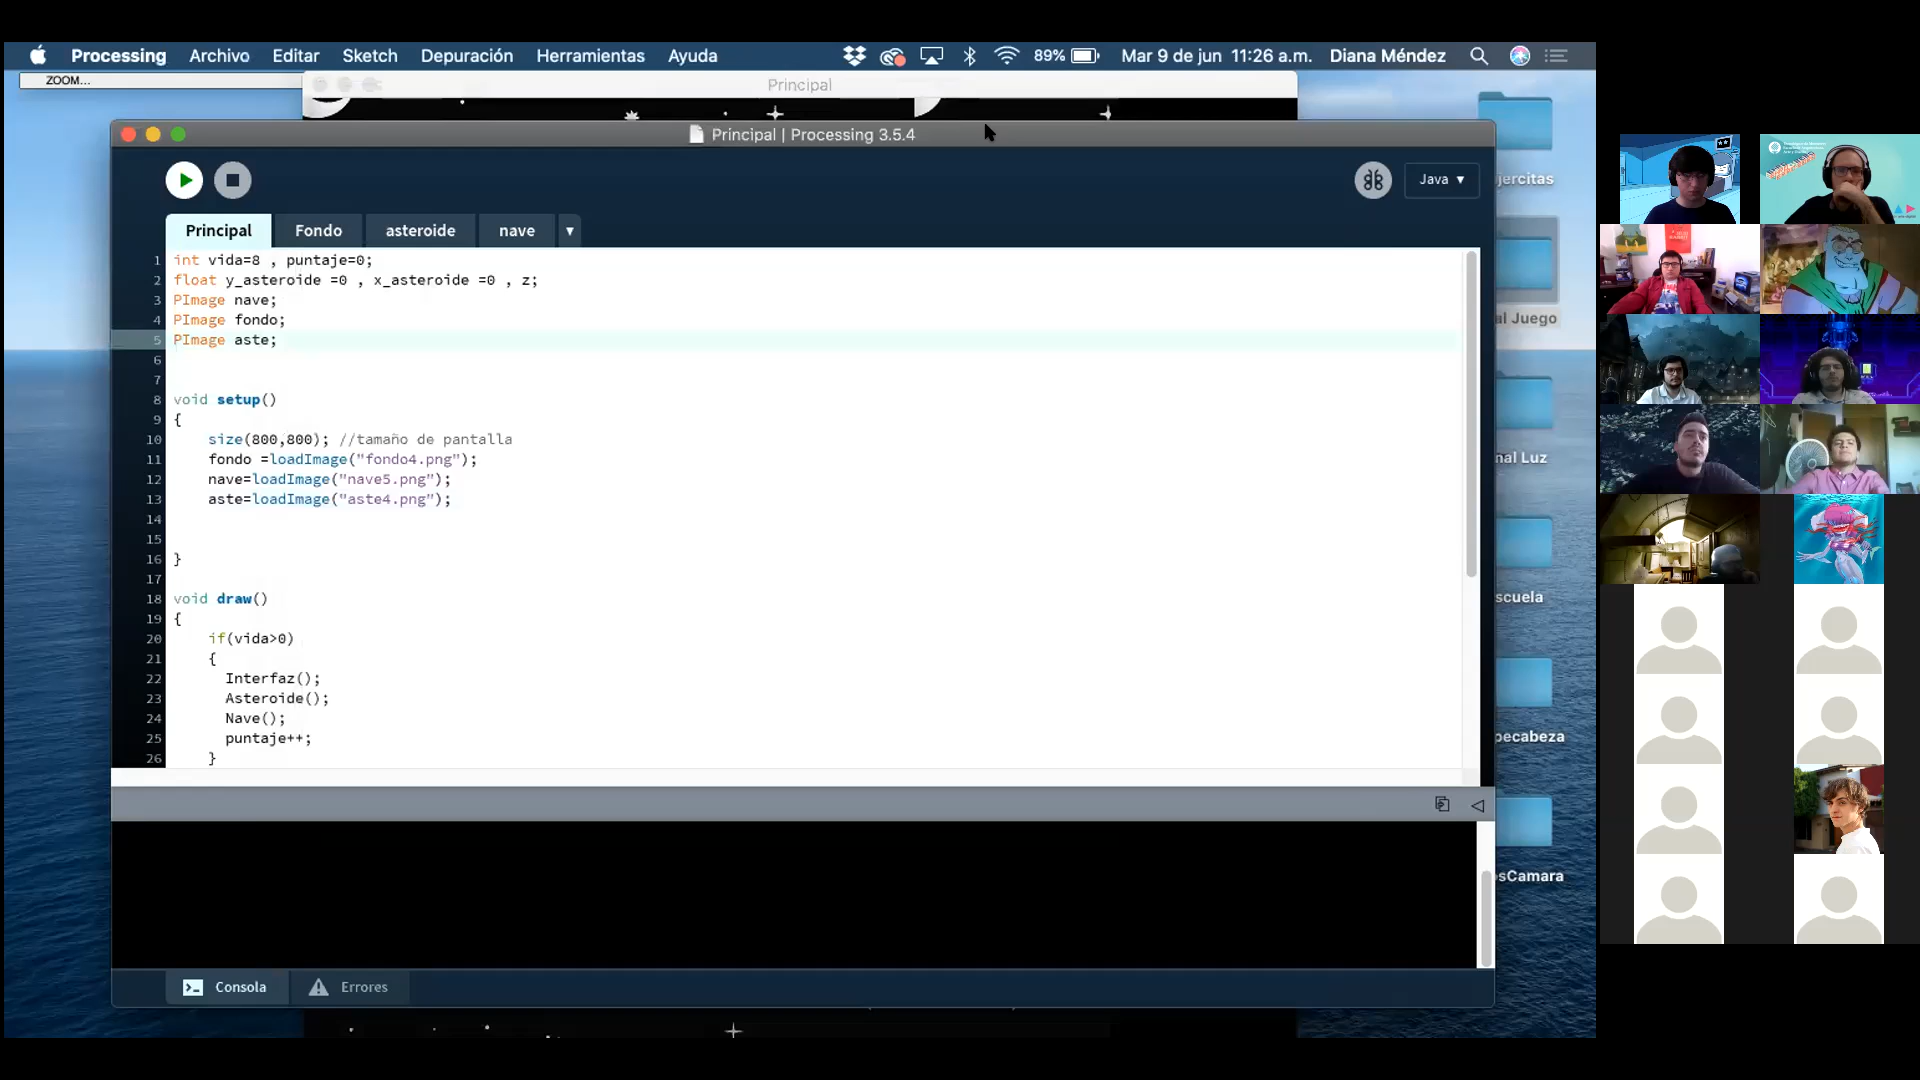 Processing Archivo Editar Sketch Depuración Herramientas Ayuda 89% Mar 9 de jun 11:26 a.m. Diana Méndez
ZOOM...
Principal
Principal | Processing 3.5.4
Java ▾
jercitas
Principal Fondo asteroide nave ▾
1 int vida=8 , puntaje=0;
2 float y_asteroide =0 , x_asteroide =0 , z;
3 PImage nave;
4 PImage fondo;
5 PImage aste;
6
7
8 void setup()
9 {
10 size(800,800); //tamaño de pantalla
11 fondo =loadImage("fondo4.png");
12 nave=loadImage("nave5.png");
13 aste=loadImage("aste4.png");
14
15
16 }
17
18 void draw()
19 {
20 if(vida>0)
21 {
22 Interfaz();
23 Asteroide();
24 Nave();
25 puntaje++;
26 }
al Juego
nal Luz
scuela
pecabeza
osCamara
Consola Errores